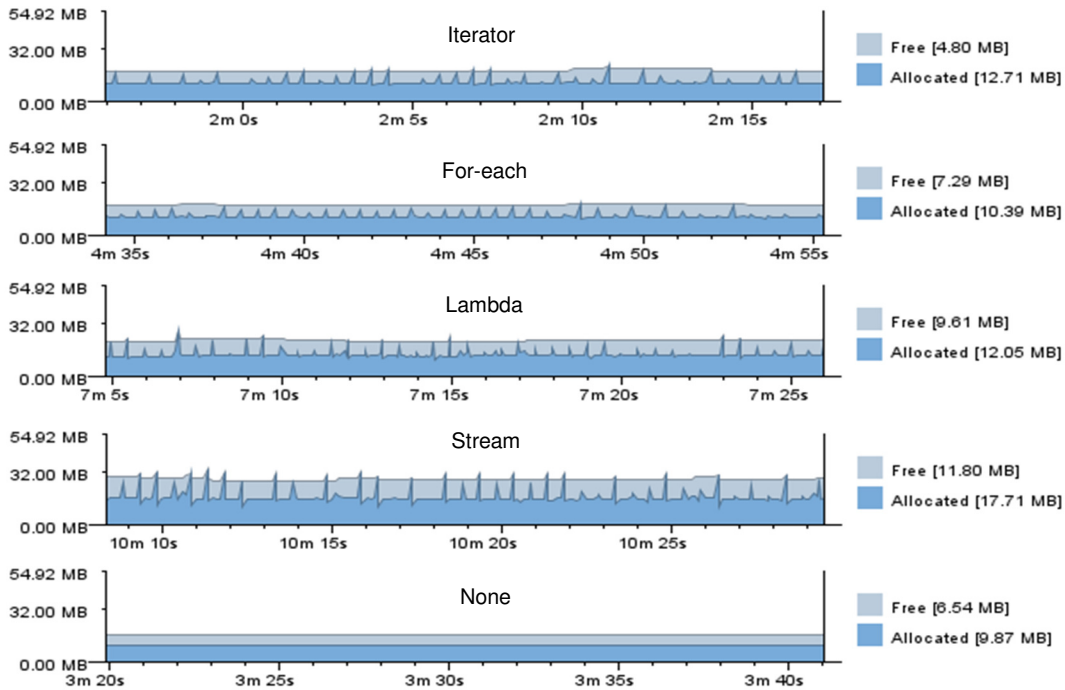 54.92 MB
Iterator
32.00 MB
0.00 MB
Free [4.80 MB]
Allocated [12.71 MB]
2m 0s
2m 5s
2m 10s
2m 15s
54.92 MB
For-each
32.00 MB
0.00 MB
Free [7.29 MB]
Allocated [10.39 MB]
4m 35s
4m 40s
4m 45s
4m 50s
4m 55s
54.92 MB
Lambda
32.00 MB
0.00 MB
Free [9.61 MB]
Allocated [12.05 MB]
7m 5s
7m 10s
7m 15s
7m 20s
7m 25s
54.92 MB
Stream
32.00 MB
0.00 MB
Free [11.80 MB]
Allocated [17.71 MB]
10m 10s
10m 15s
10m 20s
10m 25s
54.92 MB
None
32.00 MB
0.00 MB
Free [6.54 MB]
Allocated [9.87 MB]
3m 20s
3m 25s
3m 30s
3m 35s
3m 40s